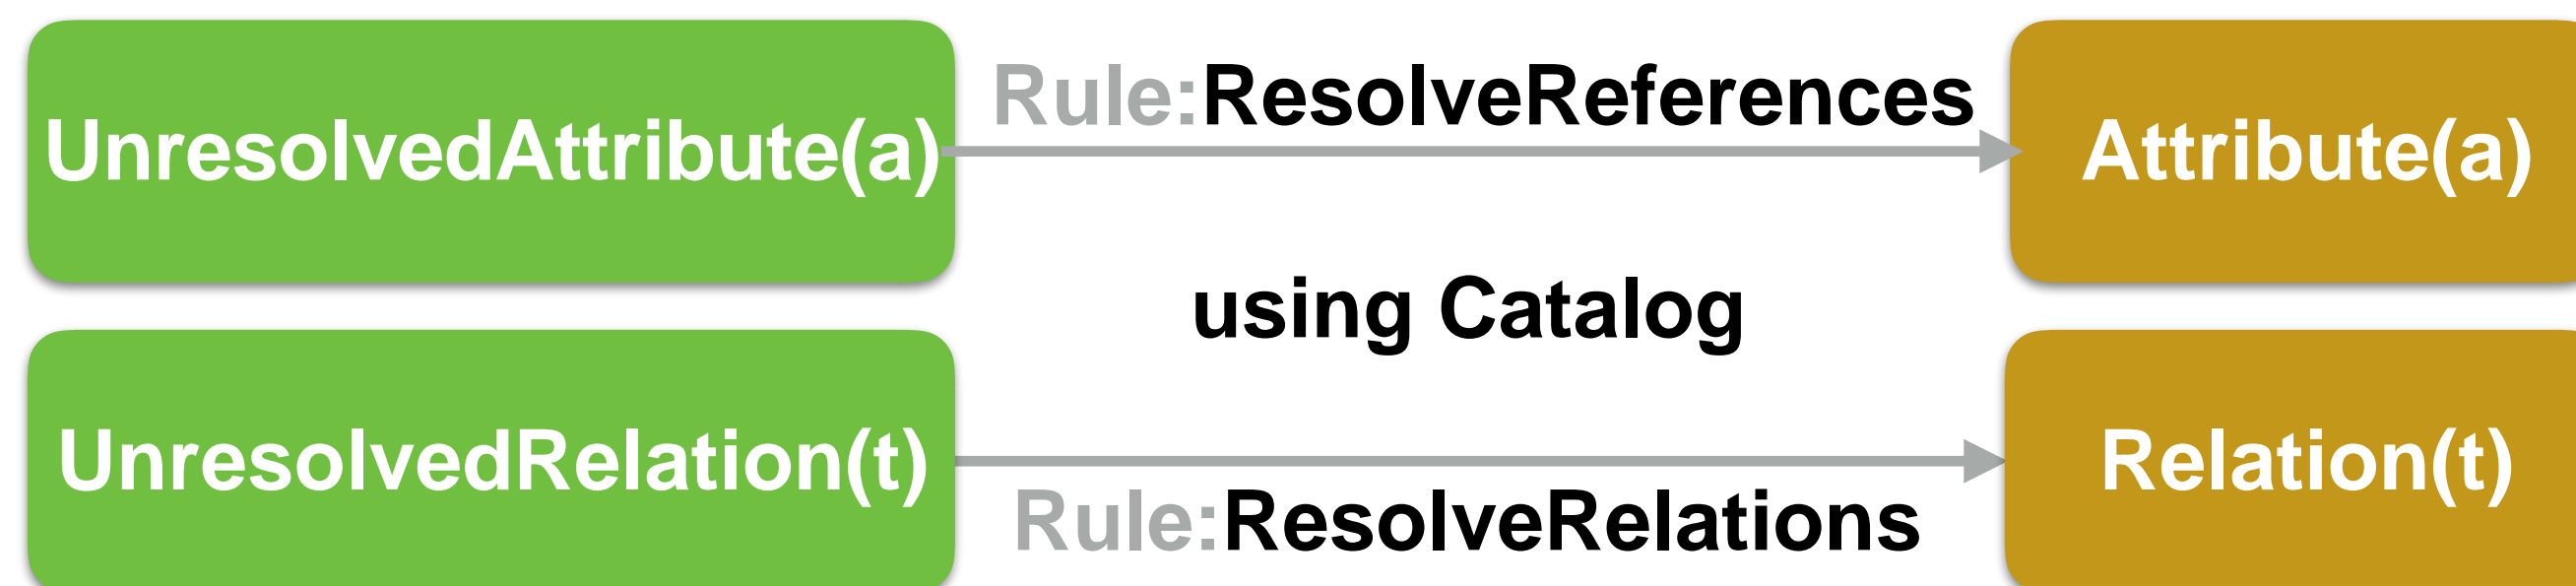 UnresolvedAttribute(a)
Rule:ResolveReferences
Attribute(a)
using Catalog
UnresolvedRelation(t)
Rule:ResolveRelations
Relation(t)